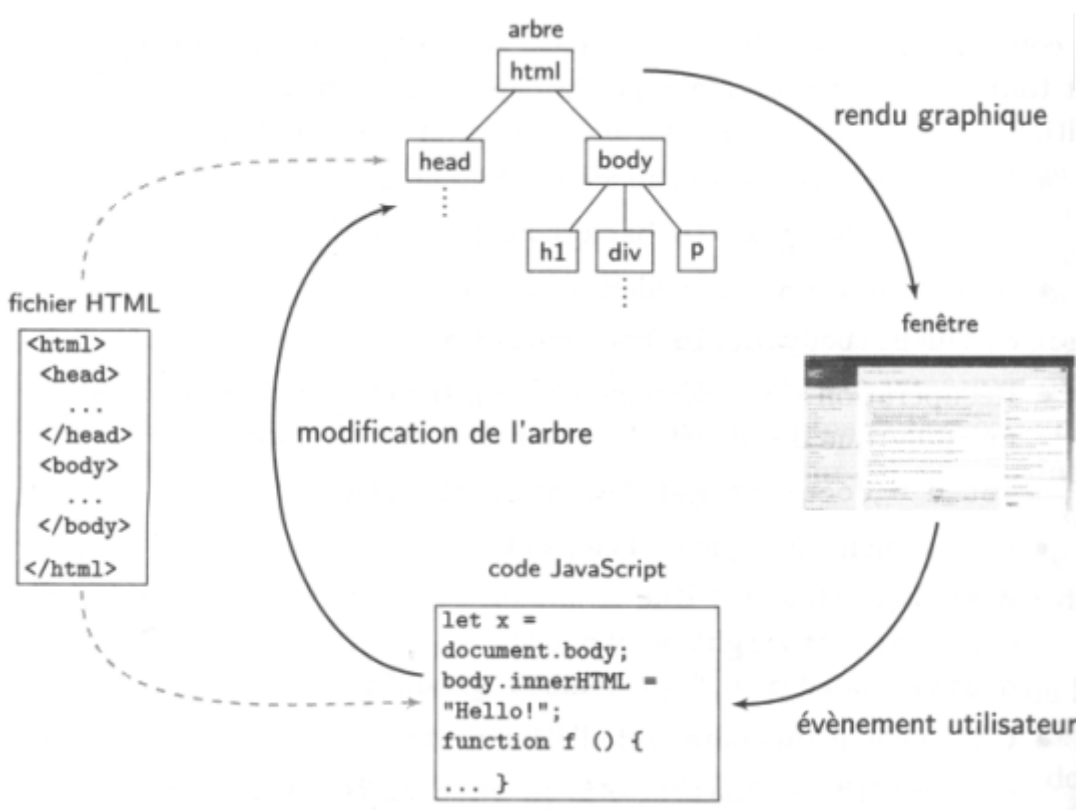 arbre
html
rendu graphique
head
body
h1
div
p
fichier HTML
<html>
<head>
...
</head>
<body>
...
</body>
</html>
fenêtre
modification de l'arbre
code JavaScript
let x =
document.body;
body.innerHTML =
"Hello!";
function f () {
... }
évènement utilisateur